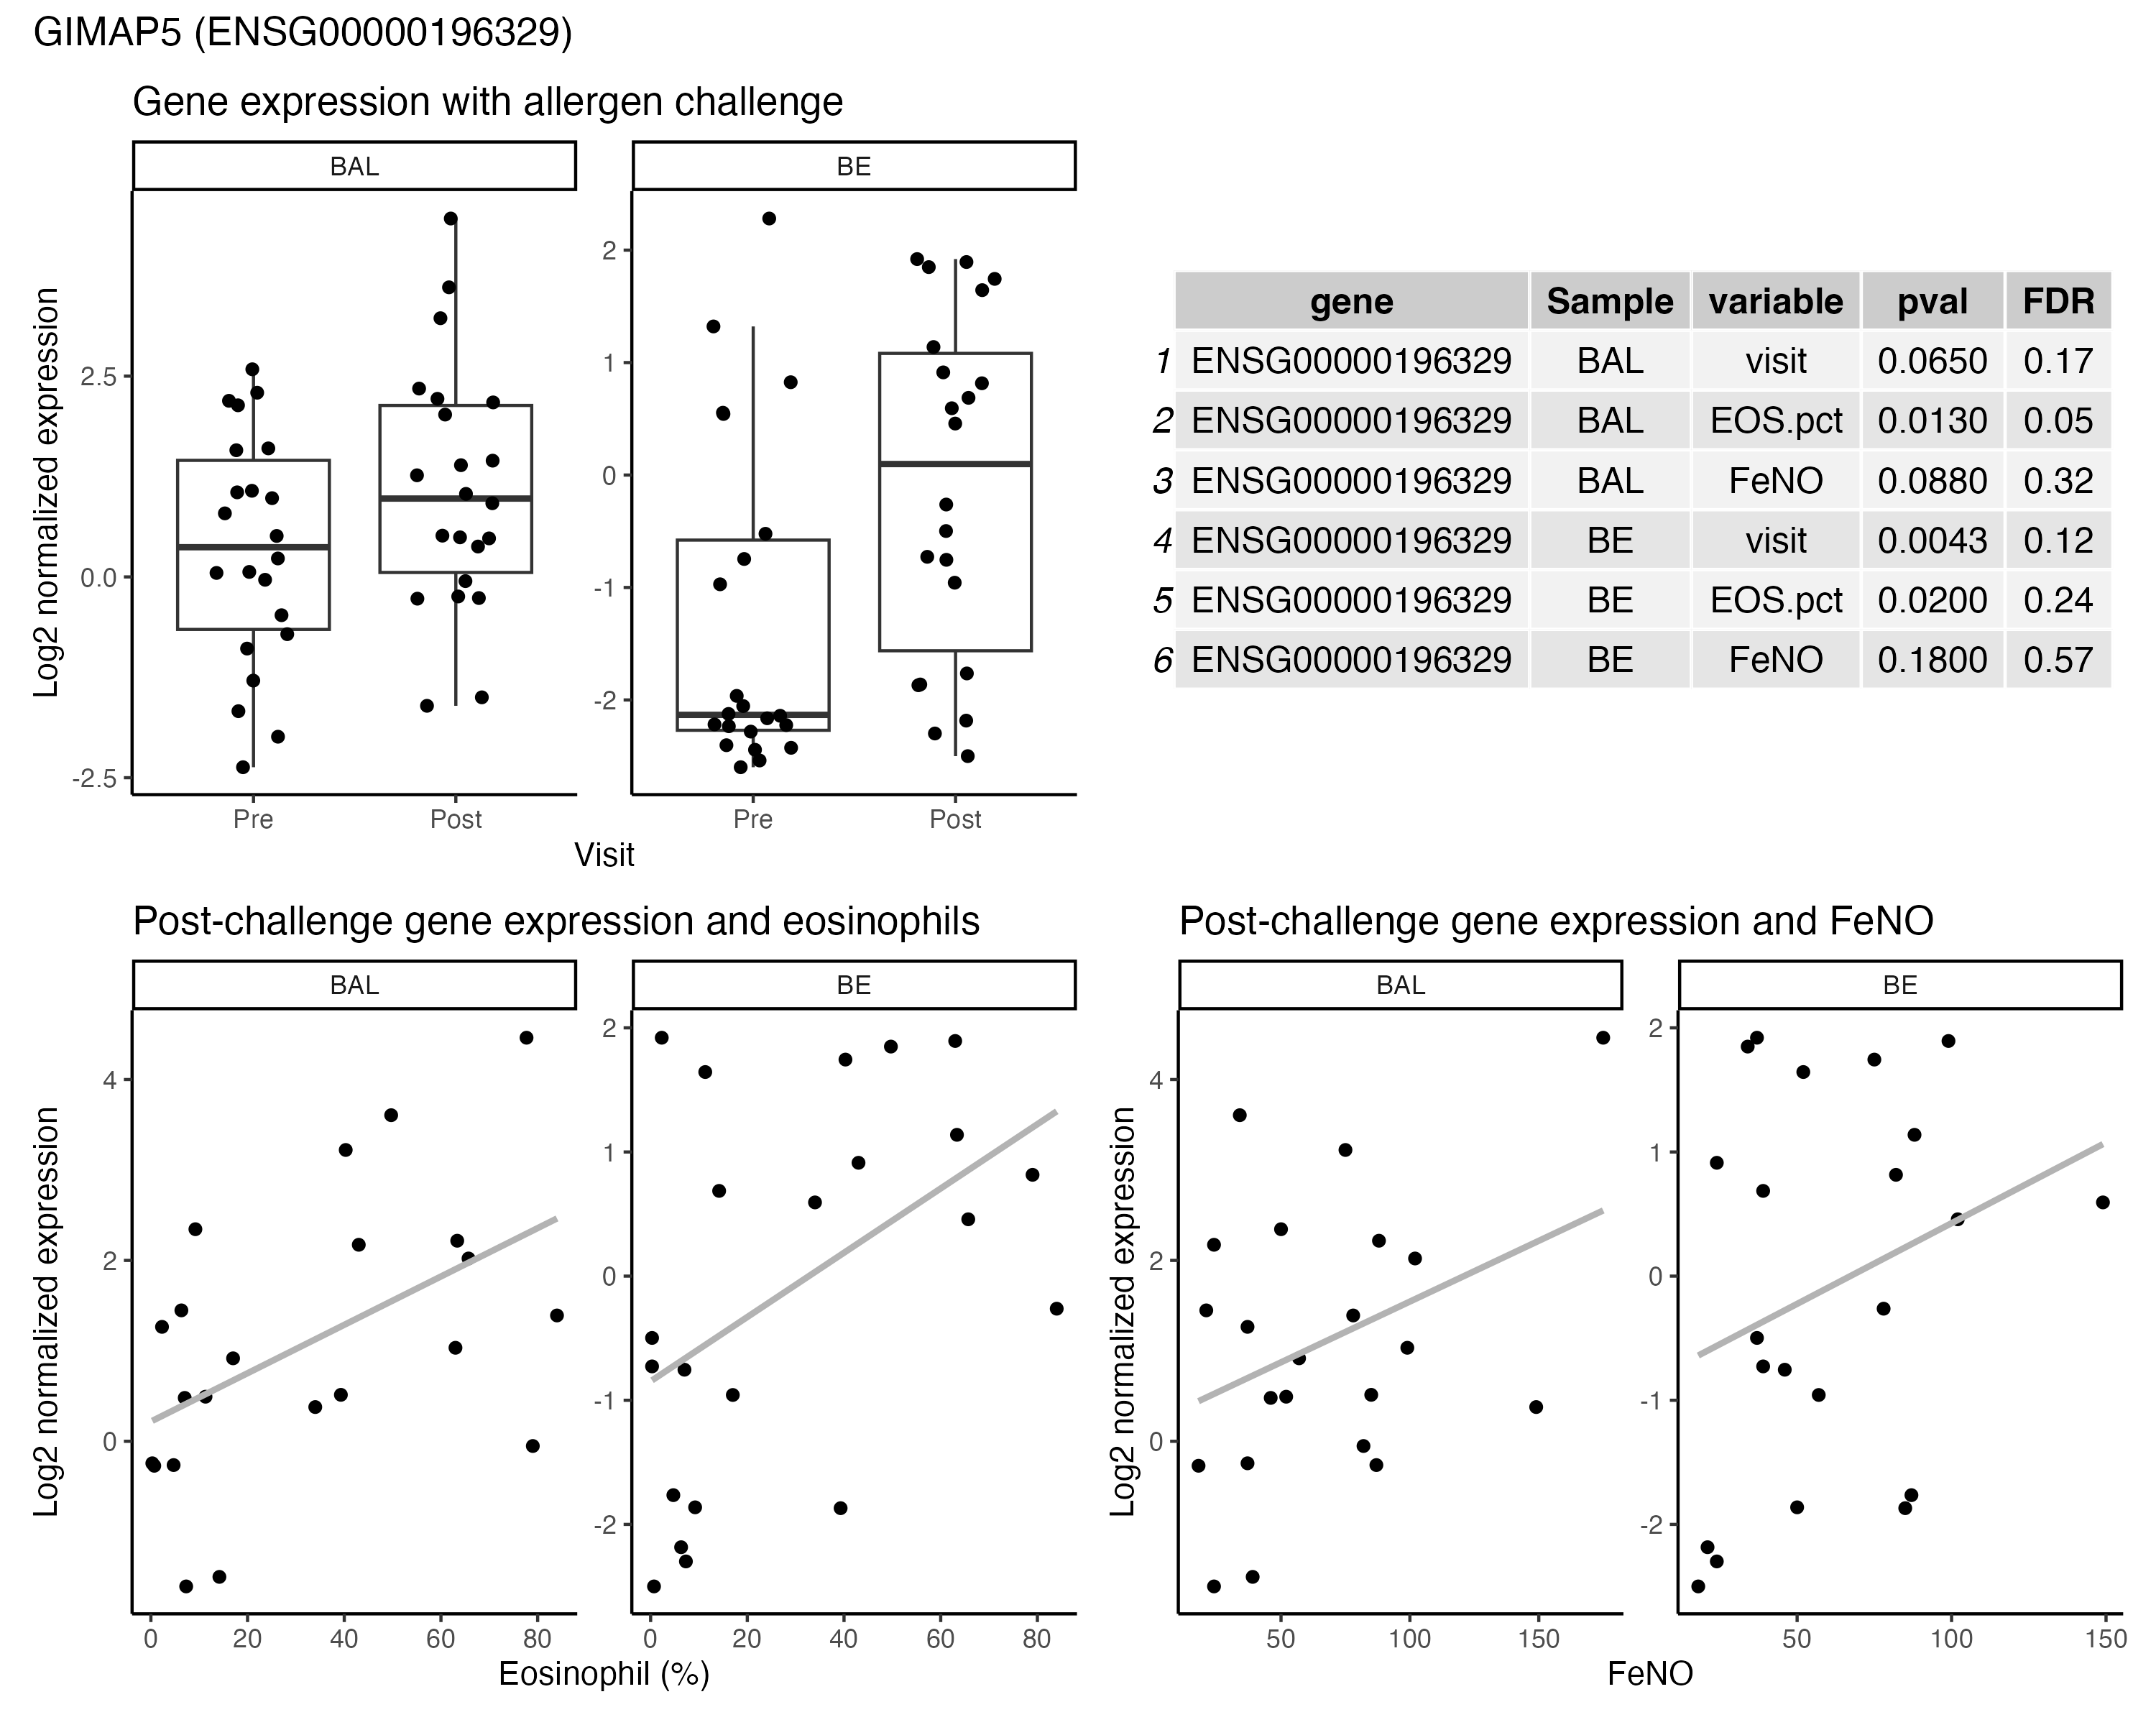 GIMAP5 (ENSG00000196329)
Gene expression with allergen challenge
BAL BE
Log2 normalized expression
2.5
0.0
-2.5
2
1
0
-1
-2
Pre Post Pre Post
Visit
gene Sample variable pval FDR
1 ENSG00000196329 BAL visit 0.0650 0.17
2 ENSG00000196329 BAL EOS.pct 0.0130 0.05
3 ENSG00000196329 BAL FeNO 0.0880 0.32
4 ENSG00000196329 BE visit 0.0043 0.12
5 ENSG00000196329 BE EOS.pct 0.0200 0.24
6 ENSG00000196329 BE FeNO 0.1800 0.57
Post-challenge gene expression and eosinophils
BAL BE
Log2 normalized expression
4
2
0
2
1
0
-1
-2
0 20 40 60 80 0 20 40 60 80
Eosinophil (%)
Post-challenge gene expression and FeNO
BAL BE
Log2 normalized expression
4
2
0
2
1
0
-1
-2
50 100 150 50 100 150
FeNO